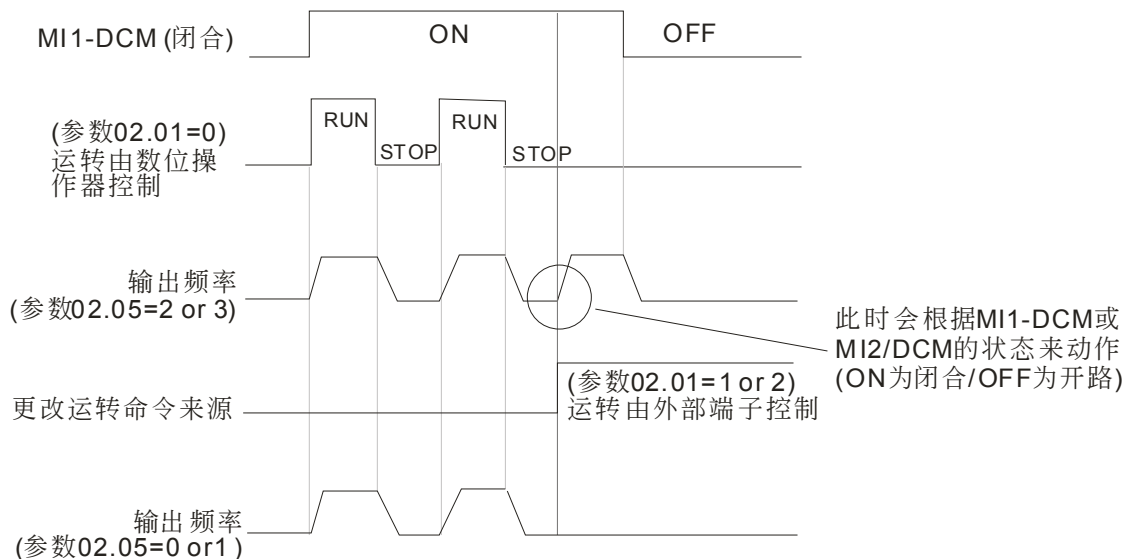 MI1-DCM (闭合)
ON
OFF
RUN
STOP
RUN
STOP
(参数02.01=0)
运转由数位操
作器控制
输出频率
(参数02.05=2 or 3)
此时会根据MI1-DCM或
MI2/DCM的状态来动作
(ON为闭合/OFF为开路)
更改运转命令来源
(参数02.01=1 or 2)
运转由外部端子控制
输出频率
(参数02.05=0 or1)